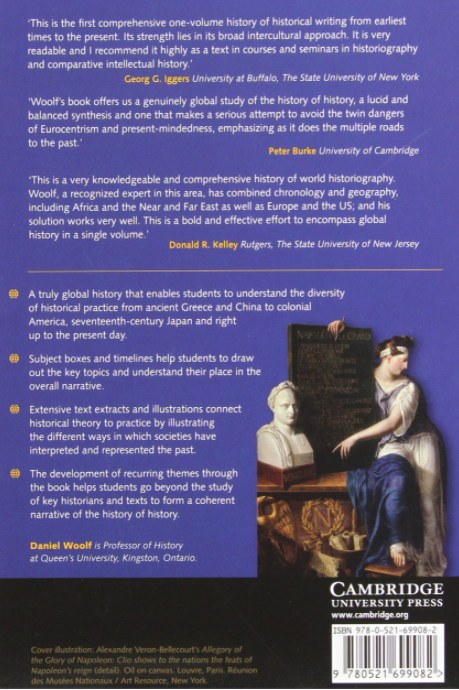 'This is the first comprehensive one-volume history of historical writing from earliest
times to the present. Its strength lies in its broad intercultural approach. It is very
readable and I recommend it highly as a text in courses and seminars in historiography
and comparative intellectual history.'
Georg G. Iggers University at Buffalo, The State University of New York
'Woolf's book offers us a genuinely global study of the history of history, a lucid and
balanced synthesis and one that makes a serious attempt to avoid the twin dangers
of Eurocentrism and present-mindedness, emphasizing as it does the multiple roads
to the past.'
Peter Burke University of Cambridge
'This is a very knowledgeable and comprehensive history of world historiography.
Woolf, a recognized expert in this area, has combined chronology and geography,
including Africa and the Near and Far East as well as Europe and the US; and his
solution works very well. This is a bold and effective effort to encompass global
history in a single volume.'
Donald R. Kelley Rutgers, The State University of New Jersey
A truly global history that enables students to understand the diversity
of historical practice from ancient Greece and China to colonial
America, seventeenth-century Japan and right
up to the present day.
Subject boxes and timelines help students to draw
out the key topics and understand their place in the
overall narrative.
Extensive text extracts and illustrations connect
historical theory to practice by illustrating
the different ways in which societies have
interpreted and represented the past.
The development of recurring themes through
the book helps students go beyond the study
of key historians and texts to form a coherent
narrative of the history of history.
Daniel Woolf is Professor of History
at Queen's University, Kingston, Ontario.
N
CAMBRIDGE
UNIVERSITY PRESS
www.cambridge.org
ISBN 978-0-521-69908-2
9 780521 699082 >
Cover illustration: Alexandre Veron-Bellecourt's Allegory of
the Glory of Napoleon: Clio shows to the nations the feats of
Napoleon's reign (detail). Oil on canvas. Louvre, Paris. Réunion
des Musées Nationaux / Art Resource, New York.